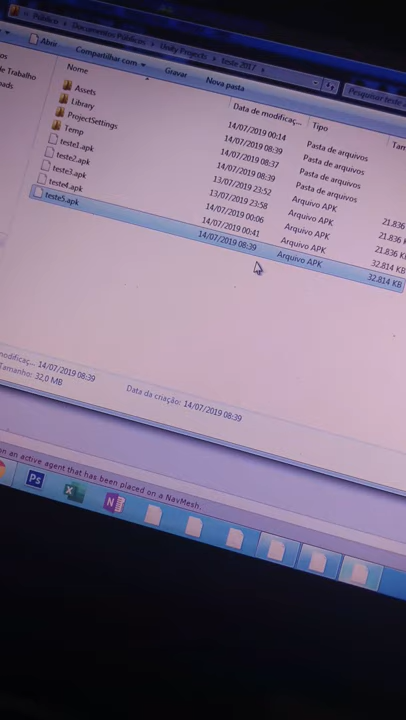 Público ▸ Documentos Públicos ▸ Unity Projects ▸ teste 2017 ▸
Abrir Compartilhar com Gravar Nova pasta
Nome Data de modificaç... Tipo
Assets 14/07/2019 00:14 Pasta de arquivos
Library 14/07/2019 08:39 Pasta de arquivos
ProjectSettings 14/07/2019 08:37 Pasta de arquivos
Temp 14/07/2019 08:39 Pasta de arquivos
teste1.apk 13/07/2019 23:52 Arquivo APK 21.836
teste2.apk 13/07/2019 23:58 Arquivo APK 21.836 K
teste3.apk 14/07/2019 00:06 Arquivo APK 21.836 K
teste4.apk 14/07/2019 00:41 Arquivo APK 32.814 KB
teste5.apk 14/07/2019 08:39 Arquivo APK 32.814 KB
de Trabalho
oads
modificaç... 14/07/2019 08:39 Data da criação: 14/07/2019 08:39
Tamanho: 32,0 MB
on an active agent that has been placed on a NavMesh.
Ps